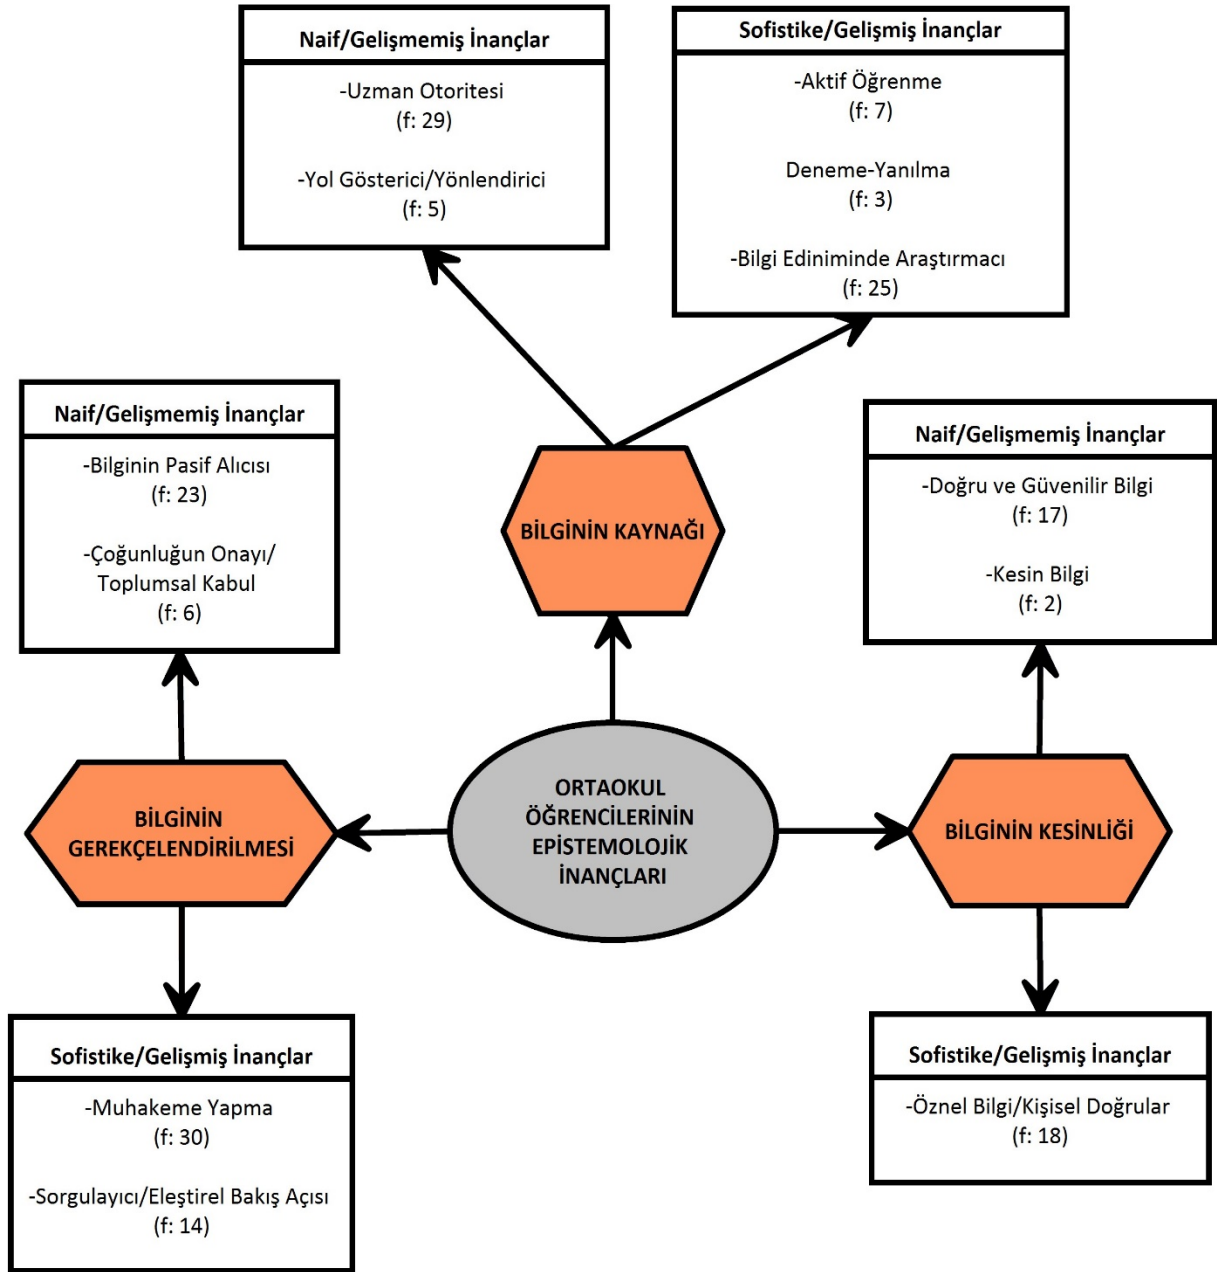 Naif/Gelişmemiş İnançlar
-Uzman Otoritesi
(f: 29)
-Yol Gösterici/Yönlendirici
(f: 5)
Sofistike/Gelişmiş İnançlar
-Aktif Öğrenme
(f: 7)
Deneme-Yanılma
(f: 3)
-Bilgi Ediniminde Araştırmacı
(f: 25)
Naif/Gelişmemiş İnançlar
-Bilginin Pasif Alıcısı
(f: 23)
-Çoğunluğun Onayı/
Toplumsal Kabul
(f: 6)
BİLGİNİN KAYNAĞI
Naif/Gelişmemiş İnançlar
-Doğru ve Güvenilir Bilgi
(f: 17)
-Kesin Bilgi
(f: 2)
BİLGİNİN
GEREKÇELENDİRİLMESİ
ORTAOKUL
ÖĞRENCİLERİNİN
EPİSTEMOLOJİK
İNANÇLARI
BİLGİNİN KESİNLİĞİ
Sofistike/Gelişmiş İnançlar
-Muhakeme Yapma
(f: 30)
-Sorgulayıcı/Eleştirel Bakış Açısı
(f: 14)
Sofistike/Gelişmiş İnançlar
-Öznel Bilgi/Kişisel Doğrular
(f: 18)